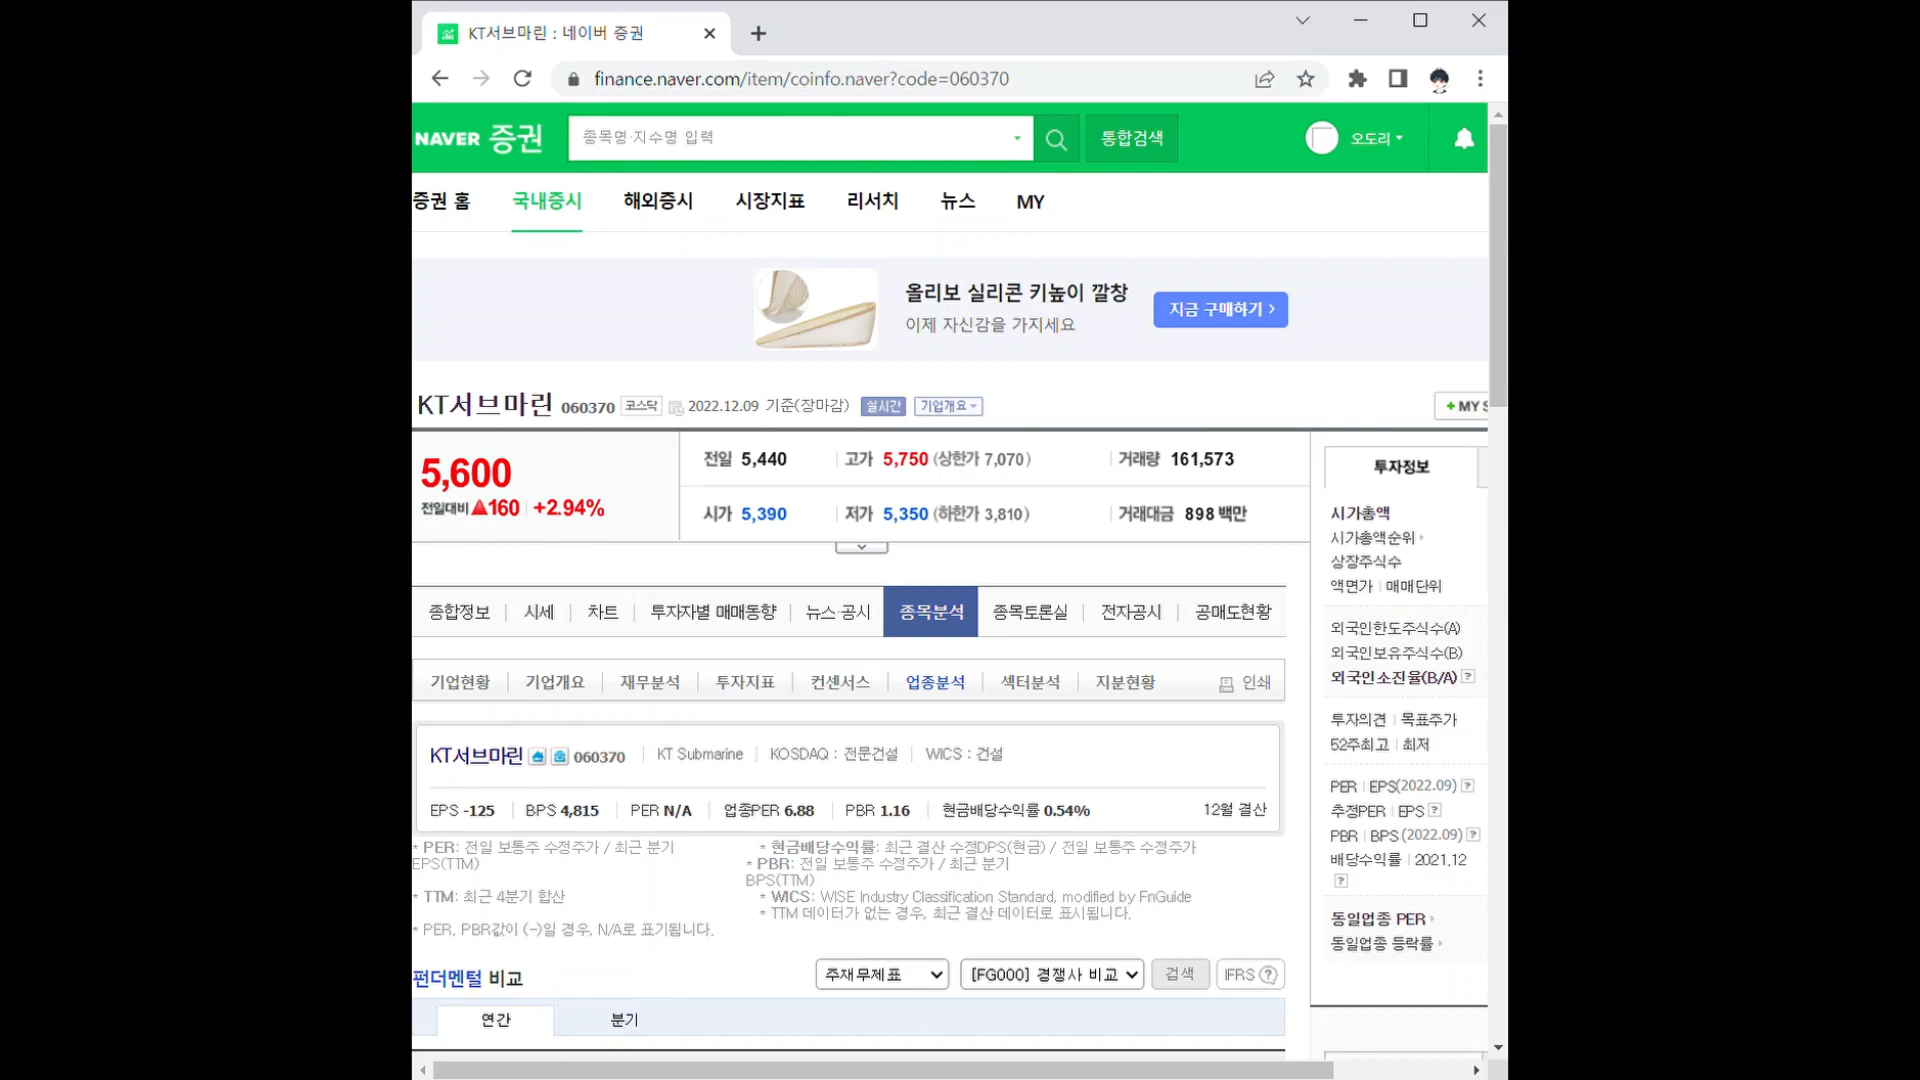 KT서브마린 : 네이버 증권
finance.naver.com/item/coinfo.naver?code=060370
NAVER 증권 종목명·지수명 입력 통합검색 오도리
증권 홈 국내증시 해외증시 시장지표 리서치 뉴스 MY
올리보 실리콘 키높이 깔창
이제 자신감을 가지세요
지금 구매하기 >
KT서브마린 060370 코스닥 2022.12.09 기준(장마감) 실시간 기업개요 + MY S
5,600
전일대비 ▲160 +2.94%
전일 5,440 고가 5,750 (상한가 7,070) 거래량 161,573
시가 5,390 저가 5,350 (하한가 3,810) 거래대금 898 백만
종합정보 시세 차트 투자자별 매매동향 뉴스·공시 종목분석 종목토론실 전자공시 공매도현황
기업현황 기업개요 재무분석 투자지표 컨센서스 업종분석 섹터분석 지분현황 인쇄
KT서브마린 060370 KT Submarine KOSDAQ : 전문건설 WICS : 건설
EPS -125 BPS 4,815 PER N/A 업종PER 6.88 PBR 1.16 현금배당수익률 0.54% 12월 결산
* PER: 전일 보통주 수정주가 / 최근 분기
EPS(TTM)
* TTM: 최근 4분기 합산
* PER, PBR값이 (-)일 경우, N/A로 표기됩니다.
* 현금배당수익률: 최근 결산 수정DPS(현금) / 전일 보통주 수정주가
* PBR: 전일 보통주 수정주가 / 최근 분기
BPS(TTM)
* WICS: WISE Industry Classification Standard, modified by FnGuide
* TTM 데이터가 없는 경우, 최근 결산 데이터로 표시됩니다.
펀더멘털 비교 주재무제표 [FG000] 경쟁사 비교 검색 IFRS ?
연간 분기
투자정보
시가총액
시가총액순위
상장주식수
액면가 매매단위
외국인한도주식수(A)
외국인보유주식수(B)
외국인소진율(B/A) ?
투자의견 목표주가
52주최고 최저
PER EPS(2022.09) ?
추정PER EPS ?
PBR BPS (2022.09) ?
배당수익률 2021.12
?
동일업종 PER
동일업종 등락률